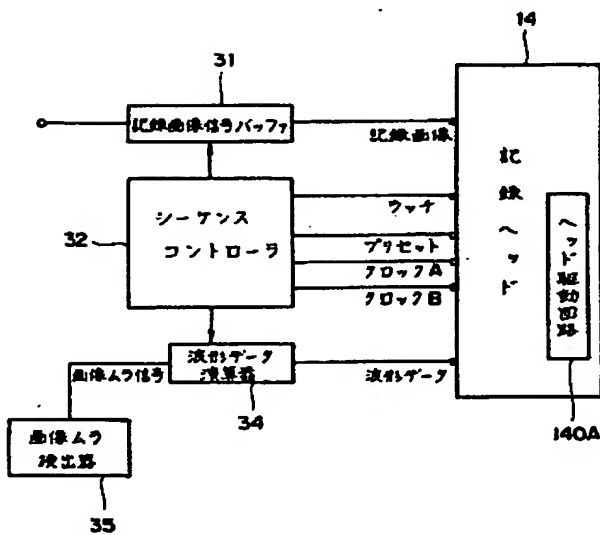 14
31
記録画像信号バッファ
記録画像
記録ヘッド
シーケンス
コントローラ
32
ラッチ
プリセット
クロックA
クロックB
ヘッド駆動回路
波形データ
演算器
画像ムラ信号
波形データ
34
140A
画像ムラ
検出器
35